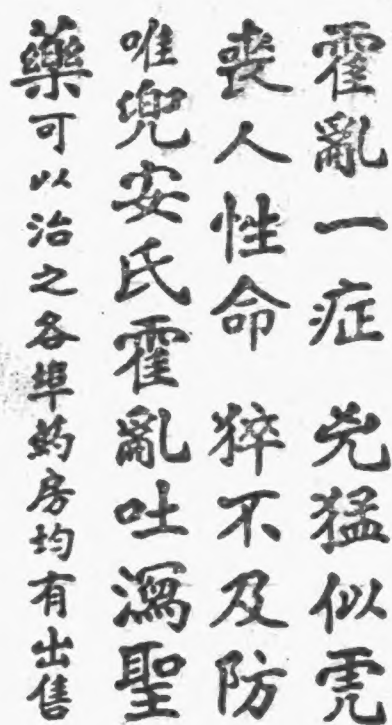 霍亂一症 兇猛似虎
喪人性命 猝不及防
唯兜安氏霍亂吐瀉聖
藥可以治之各埠葯房均有出售